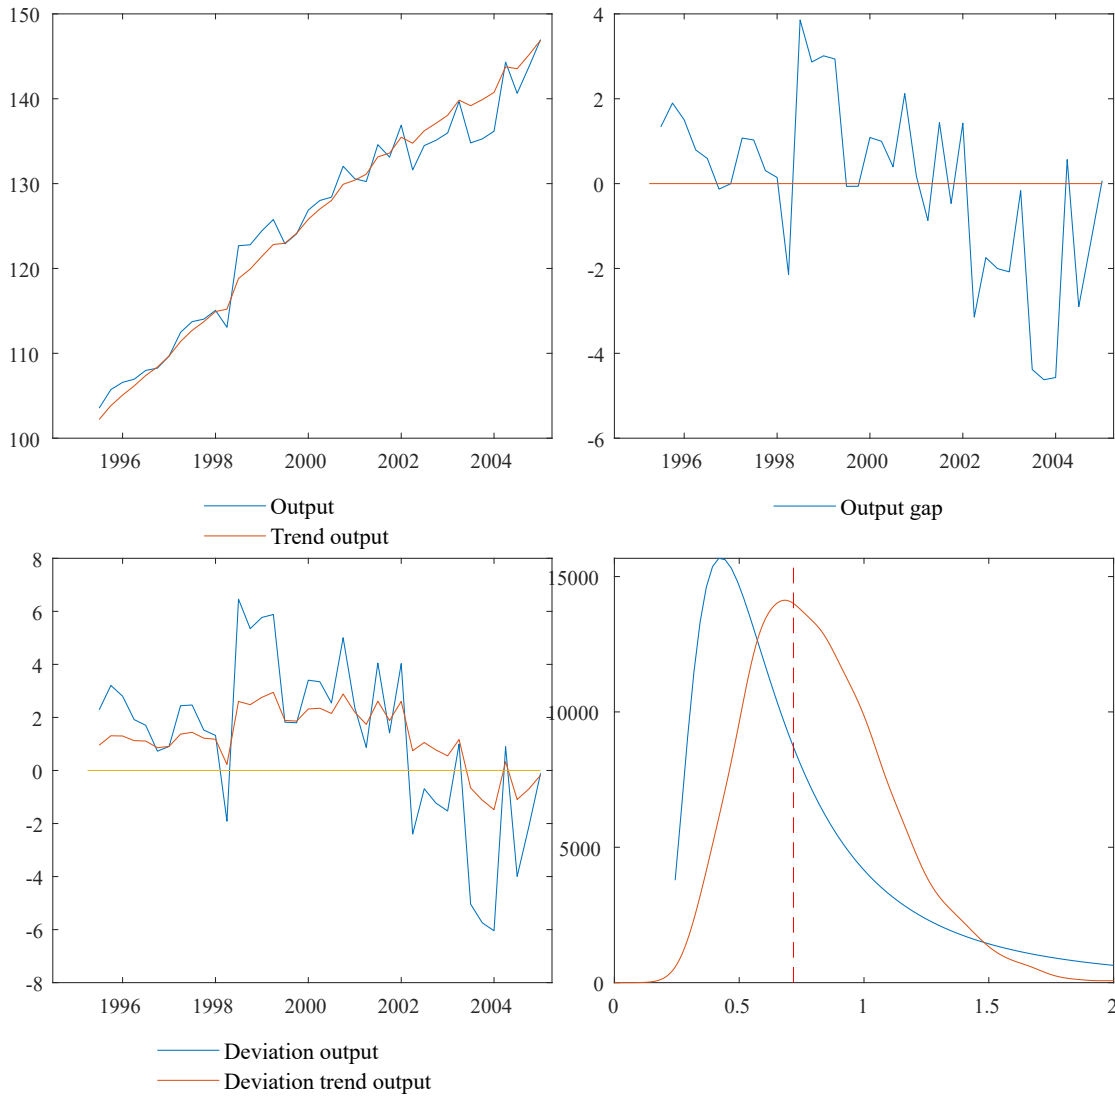 150
140
130
120
110
100
1996 1998 2000 2002 2004
Output
Trend output
4
2
0
-2
-4
-6
1996 1998 2000 2002 2004
Output gap
8
6
4
2
0
-2
-4
-6
-8
1996 1998 2000 2002 2004
Deviation output
Deviation trend output
15000
10000
5000
0
0 0.5 1 1.5 2